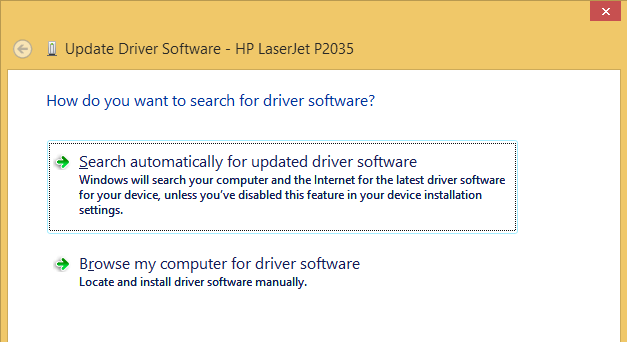 Update Driver Software - HP LaserJet P2035
How do you want to search for driver software?
Search automatically for updated driver software
Windows will search your computer and the Internet for the latest driver software
for your device, unless you've disabled this feature in your device installation
settings.
Browse my computer for driver software
Locate and install driver software manually.